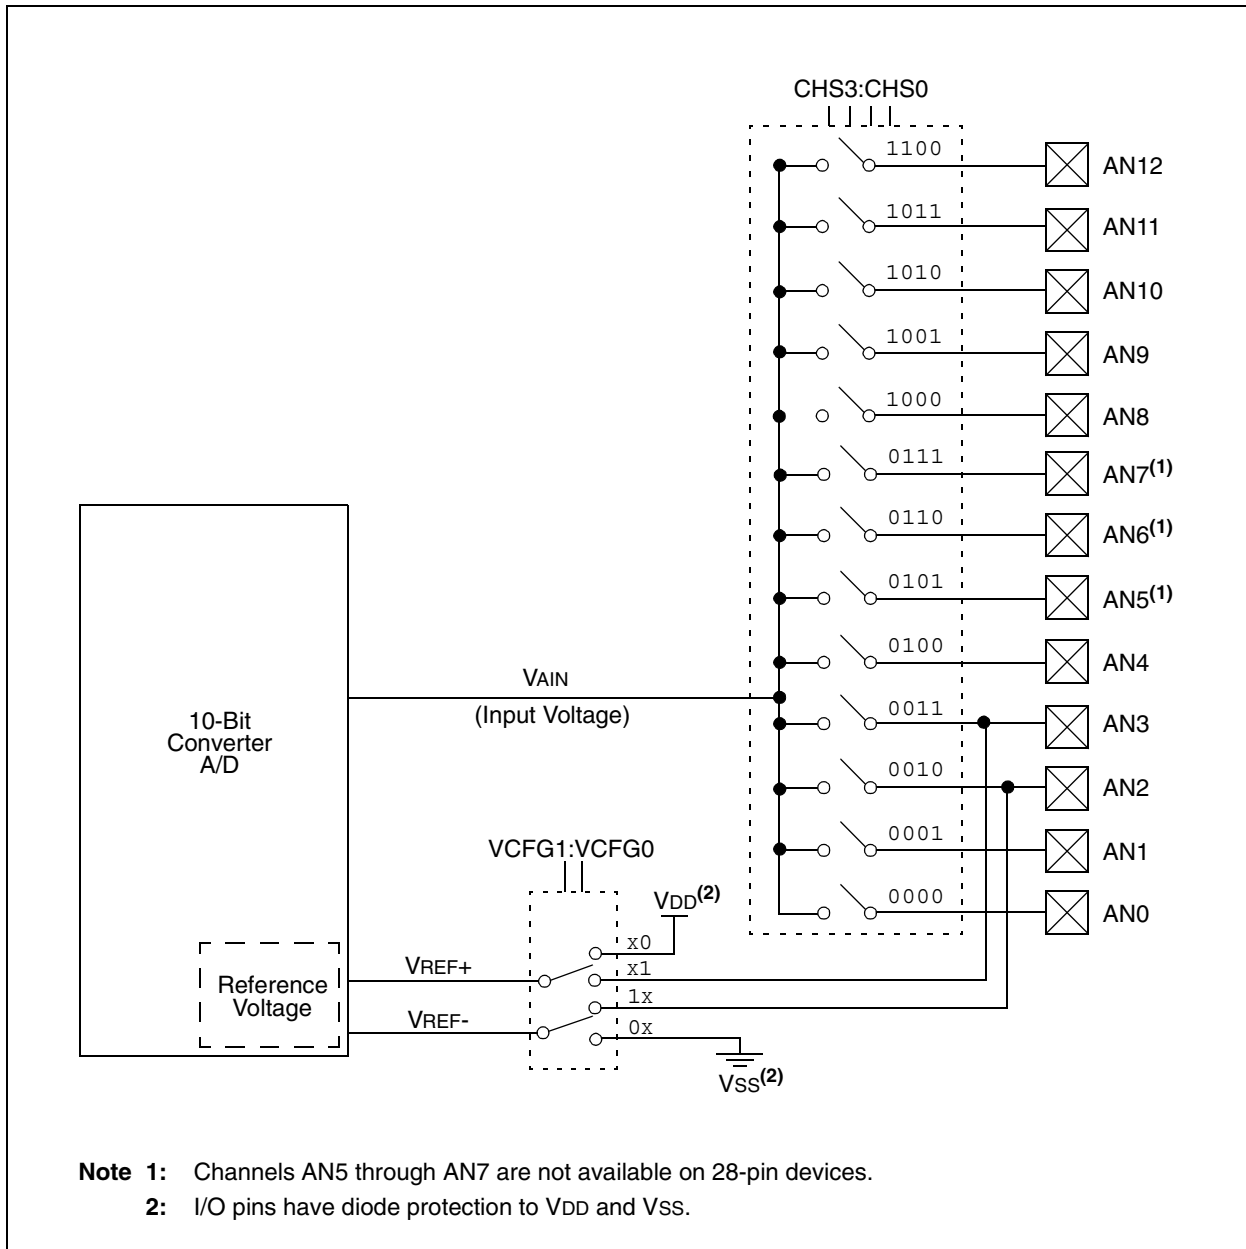 CHS3:CHS0
1100 AN12
1011 AN11
1010 AN10
1001 AN9
1000 AN8
0111 AN7(1)
0110 AN6(1)
0101 AN5(1)
0100 AN4
VAIN
(Input Voltage)
0011 AN3
10-Bit
Converter
A/D
0010 AN2
0001 AN1
VCFG1:VCFG0
0000 AN0
VDD(2)
x0
VREF+
x1
Reference
Voltage
1x
VREF-
0x
VSS(2)
Note 1: Channels AN5 through AN7 are not available on 28-pin devices.
2: I/O pins have diode protection to VDD and VSS.